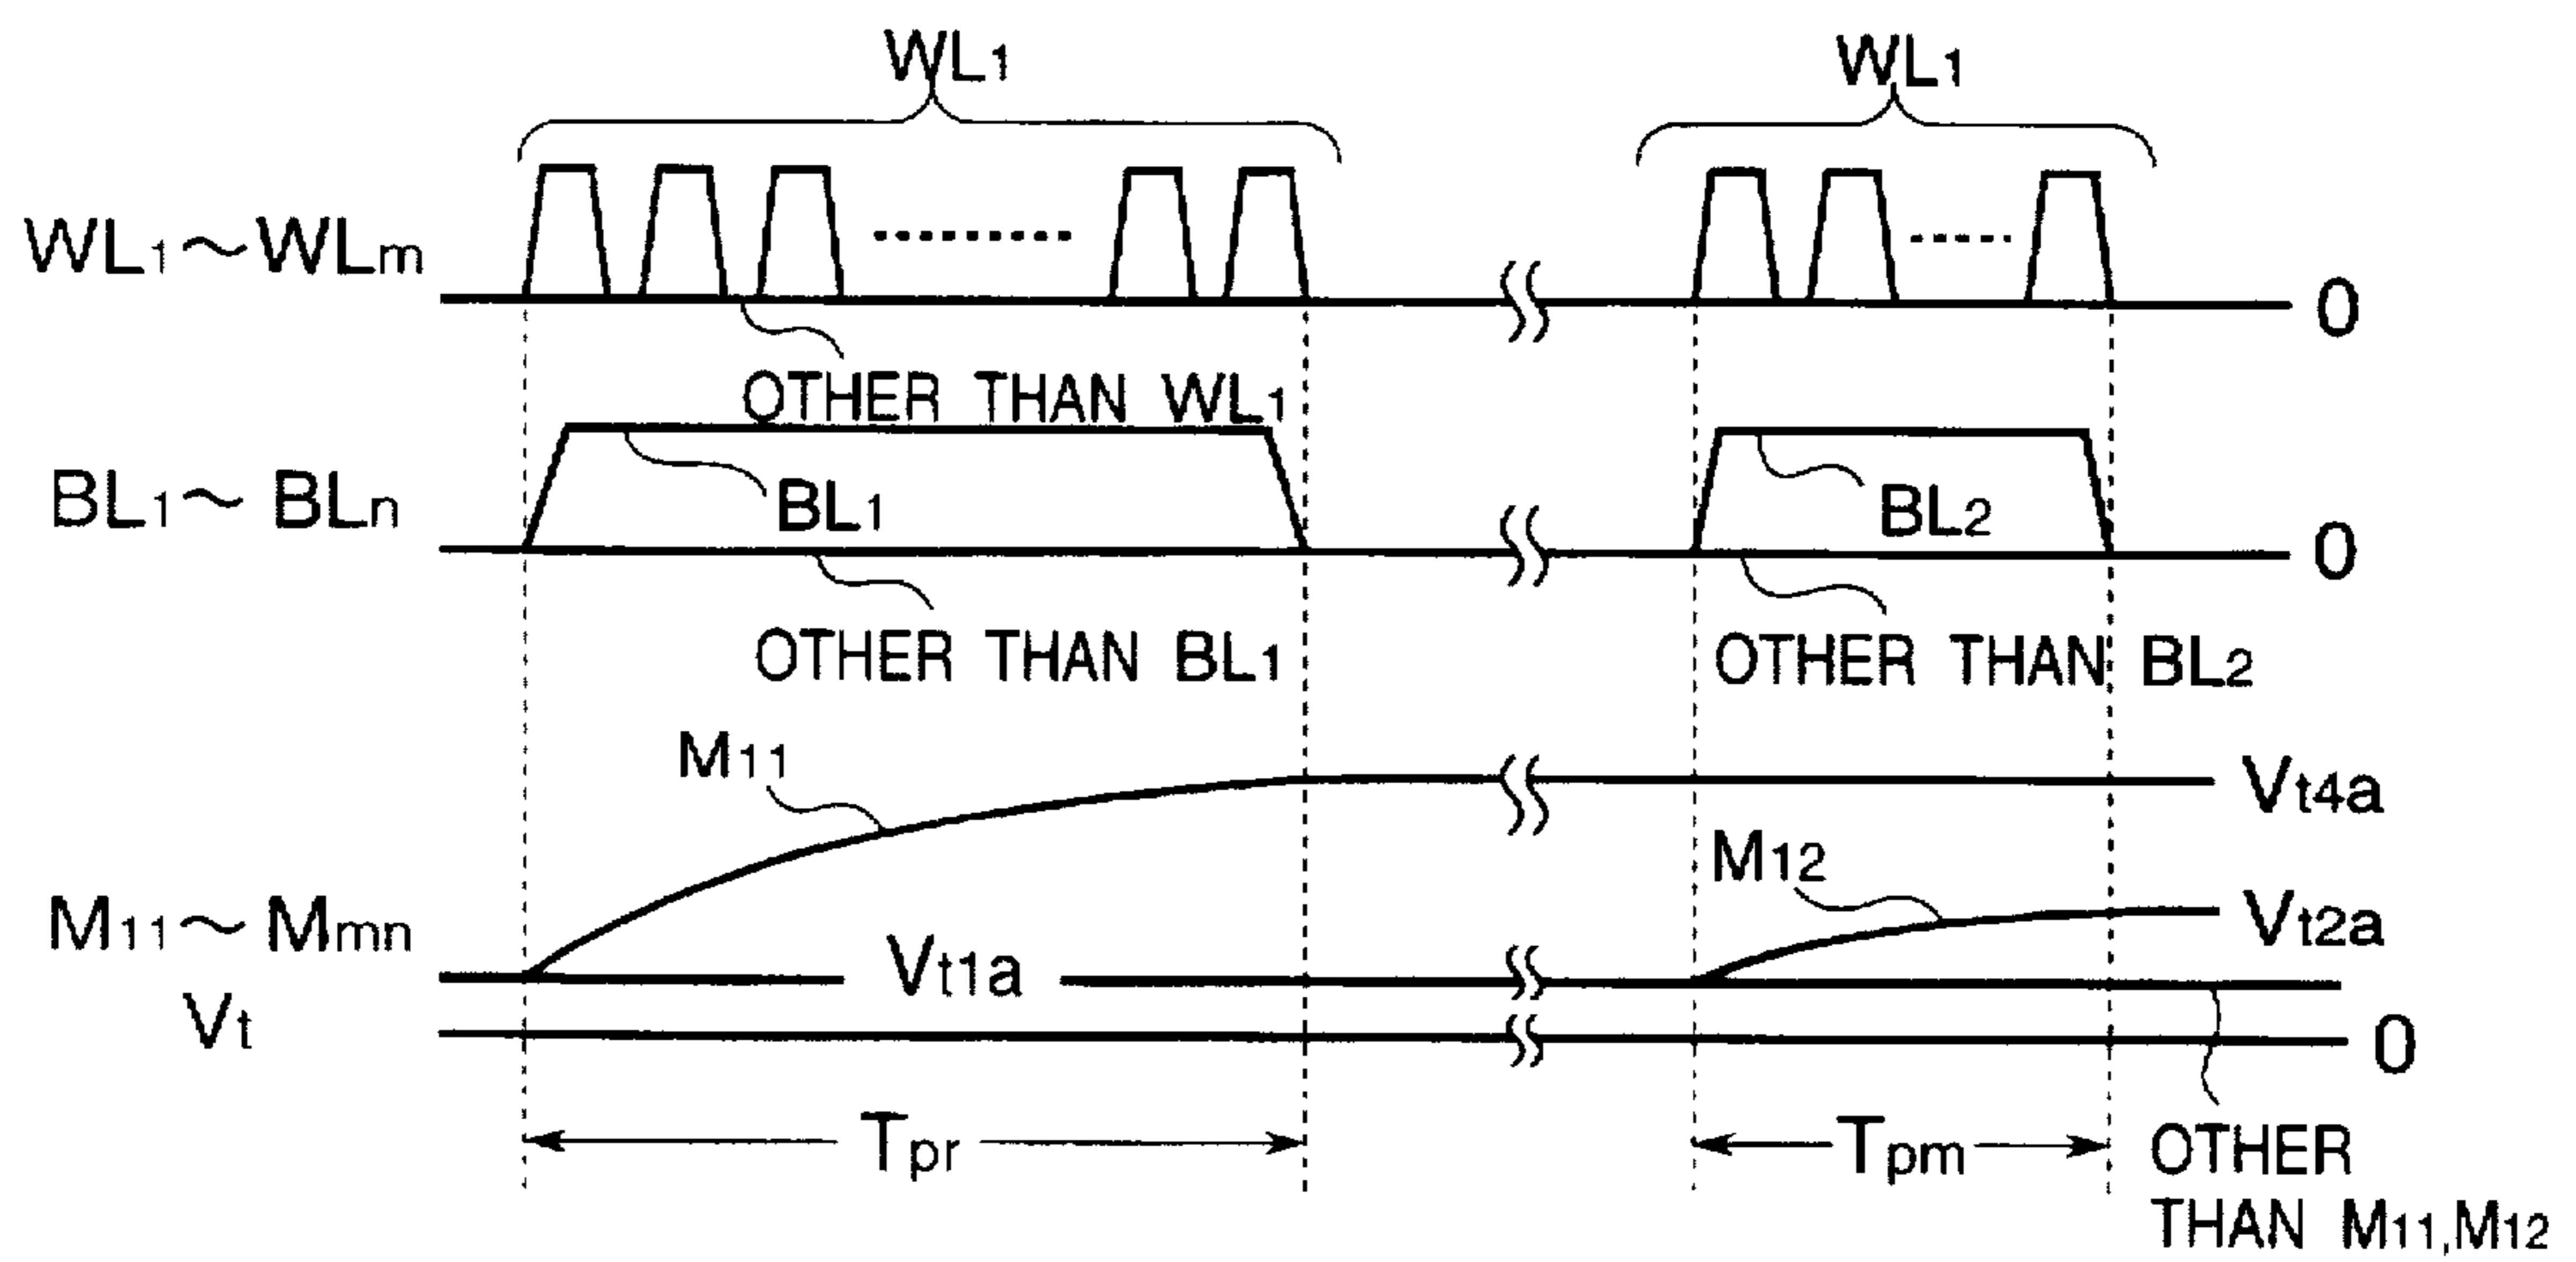 WL1 WL1
WL1～WLm 0
OTHER THAN WL1
BL1～BLn BL1 BL2 0
OTHER THAN BL1 OTHER THAN BL2
M11 Vt4a
M12
M11～Mmn Vt1a Vt2a
Vt 0
Tpr Tpm OTHER
THAN M11,M12